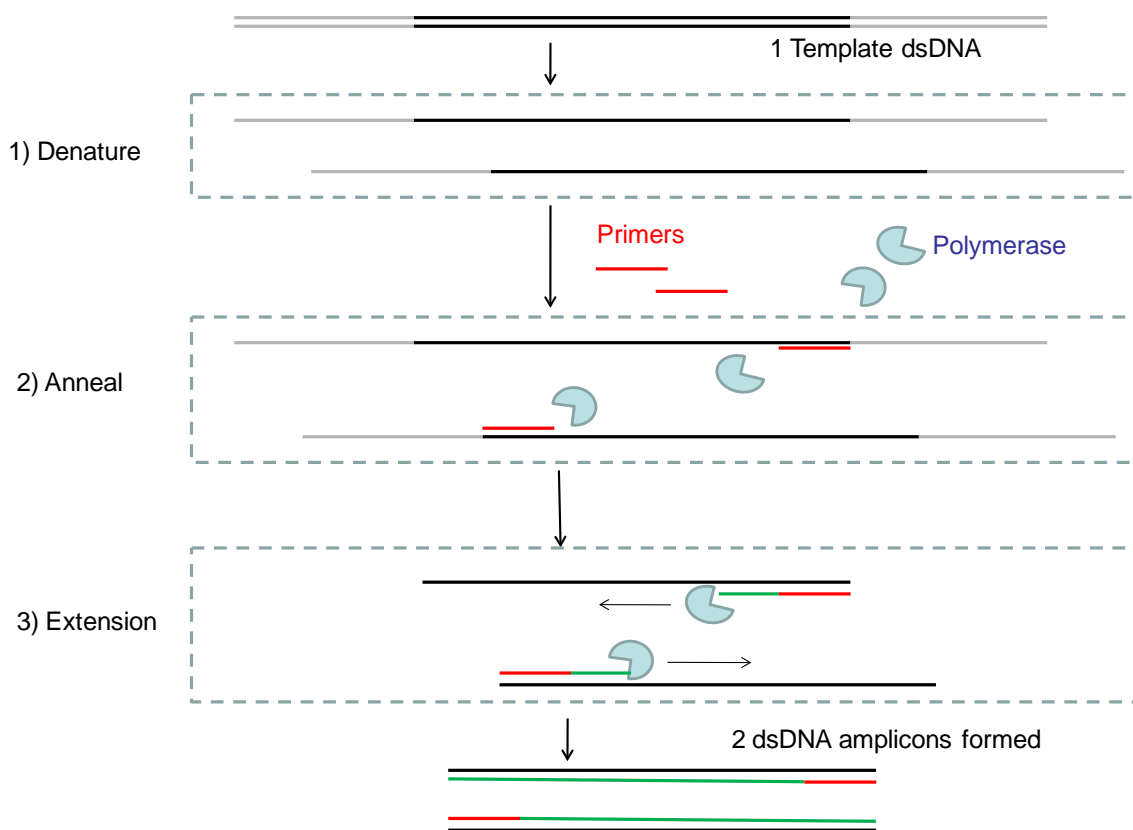 1 Template dsDNA
1) Denature
Primers
Polymerase
2) Anneal
3) Extension
2 dsDNA amplicons formed